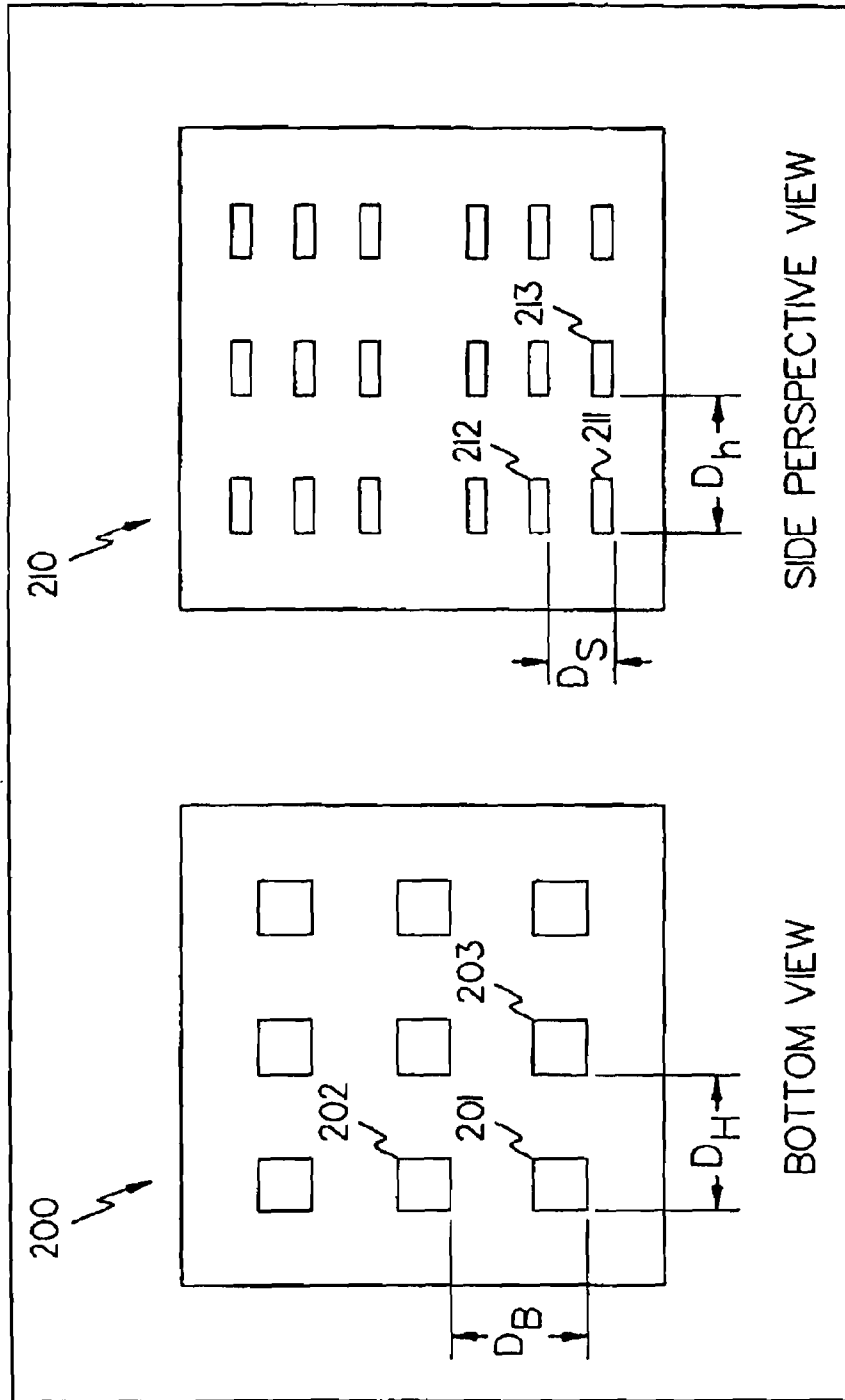 200
202
201
203
D_B
D_H
BOTTOM VIEW
210
212
211
213
D_S
D_h
SIDE PERSPECTIVE VIEW